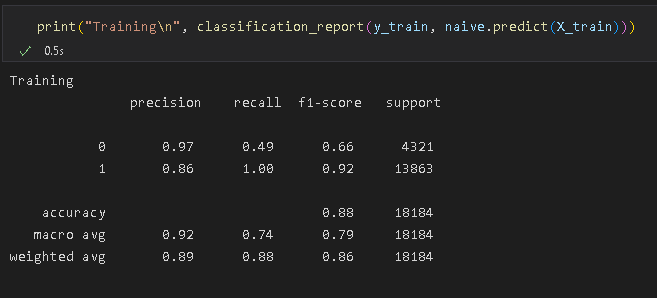 print("Training\n", classification_report(y_train, naive.predict(X_train)))
0.5s
Training
precision recall f1-score support
0 0.97 0.49 0.66 4321
1 0.86 1.00 0.92 13863
accuracy 0.88 18184
macro avg 0.92 0.74 0.79 18184
weighted avg 0.89 0.88 0.86 18184